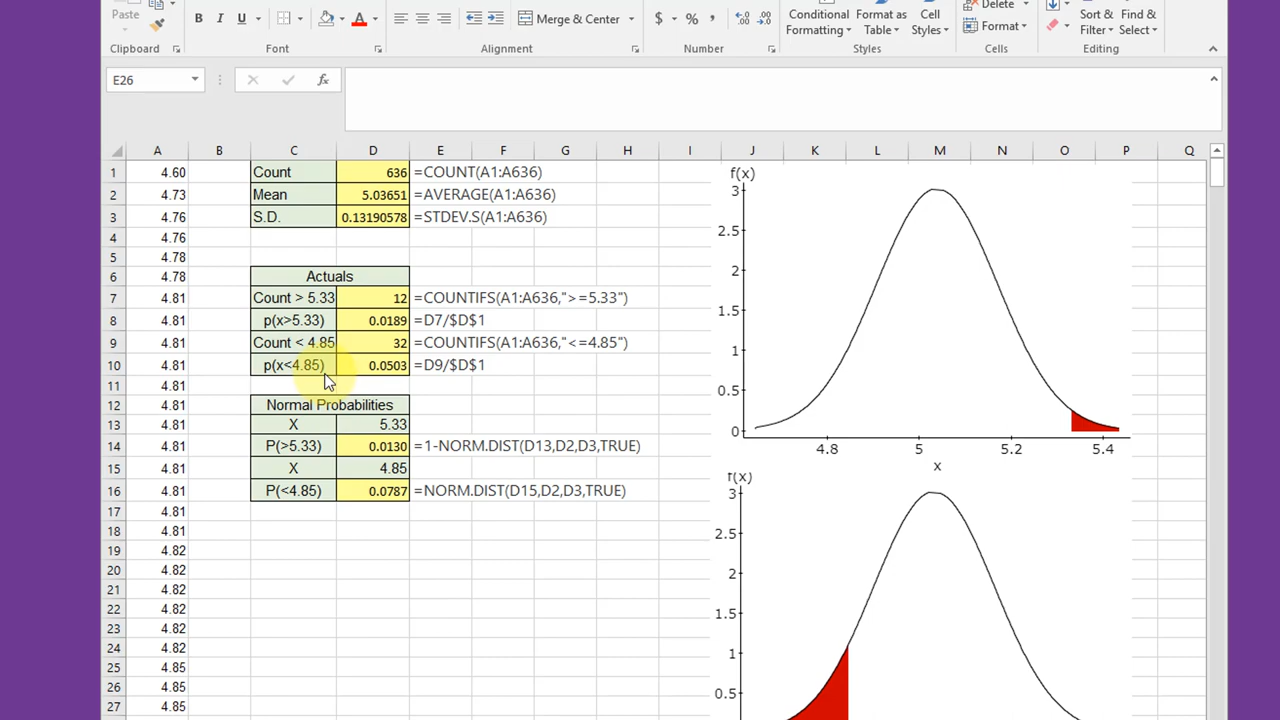 Paste
B I U
A
Merge & Center
$ % ,
Conditional Formatting
Format as Table
Cell Styles
Delete
Format
Sort & Filter
Find & Select
Clipboard Font Alignment Number Styles Cells Editing
E26 fx
A B C D E F G H I J K L M N O P Q
1 4.60 Count 636 =COUNT(A1:A636)
2 4.73 Mean 5.03651 =AVERAGE(A1:A636)
3 4.76 S.D. 0.13190578 =STDEV.S(A1:A636)
4 4.76
5 4.78
6 4.78 Actuals
7 4.81 Count > 5.33 12 =COUNTIFS(A1:A636,">=5.33")
8 4.81 p(x>5.33) 0.0189 =D7/$D$1
9 4.81 Count < 4.85 32 =COUNTIFS(A1:A636,"<=4.85")
10 4.81 p(x<4.85) 0.0503 =D9/$D$1
11 4.81
12 4.81 Normal Probabilities
13 4.81 X 5.33
14 4.81 P(>5.33) 0.0130 =1-NORM.DIST(D13,D2,D3,TRUE)
15 4.81 X 4.85
16 4.81 P(<4.85) 0.0787 =NORM.DIST(D15,D2,D3,TRUE)
17 4.81
18 4.81
19 4.82
20 4.82
21 4.82
22 4.82
23 4.82
24 4.82
25 4.85
26 4.85
27 4.85
f(x)
3
2.5
2
1.5
1
0.5
0
4.8 5 5.2 5.4
x
f(x)
3
2.5
2
1.5
1
0.5